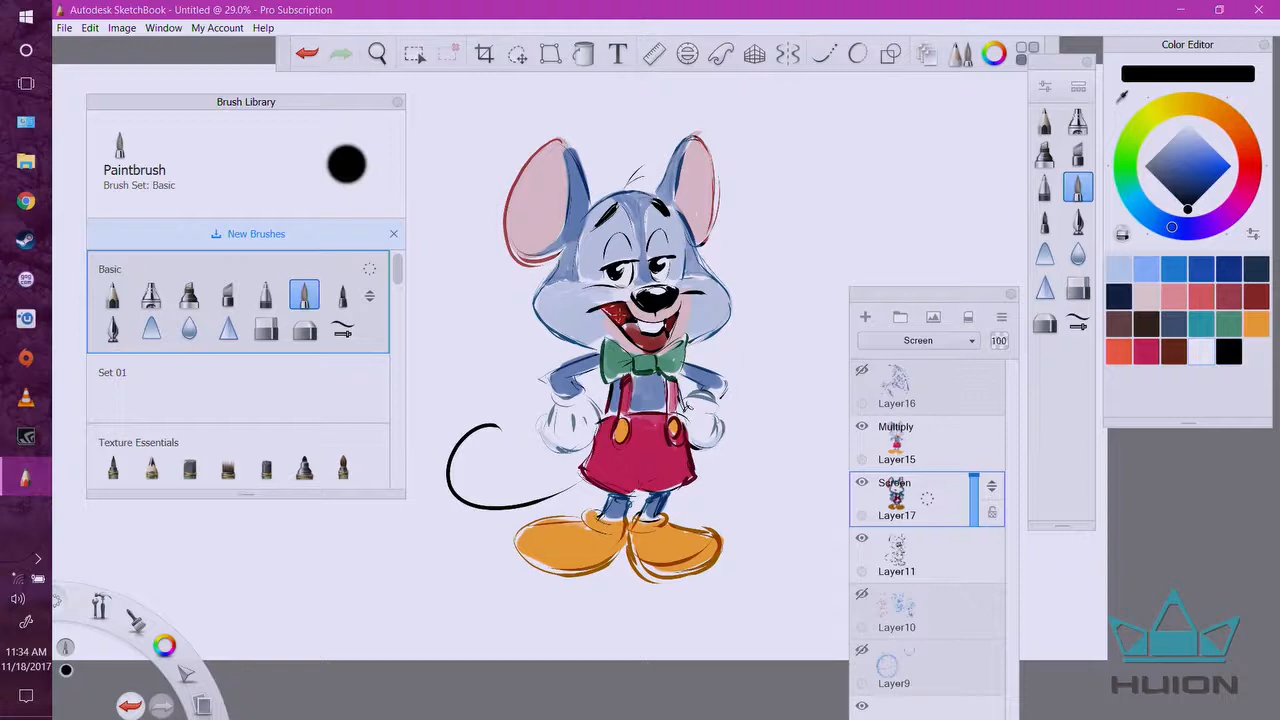 Autodesk SketchBook - Untitled @ 29.0% - Pro Subscription
File Edit Image Window My Account Help
Brush Library
Paintbrush
Brush Set: Basic
New Brushes
Basic
Set 01
Texture Essentials
Color Editor
Screen
100
Layer16
Multiply
Layer15
Screen
Layer17
Layer11
Layer10
Layer9
11:34 AM
11/18/2017
HUION